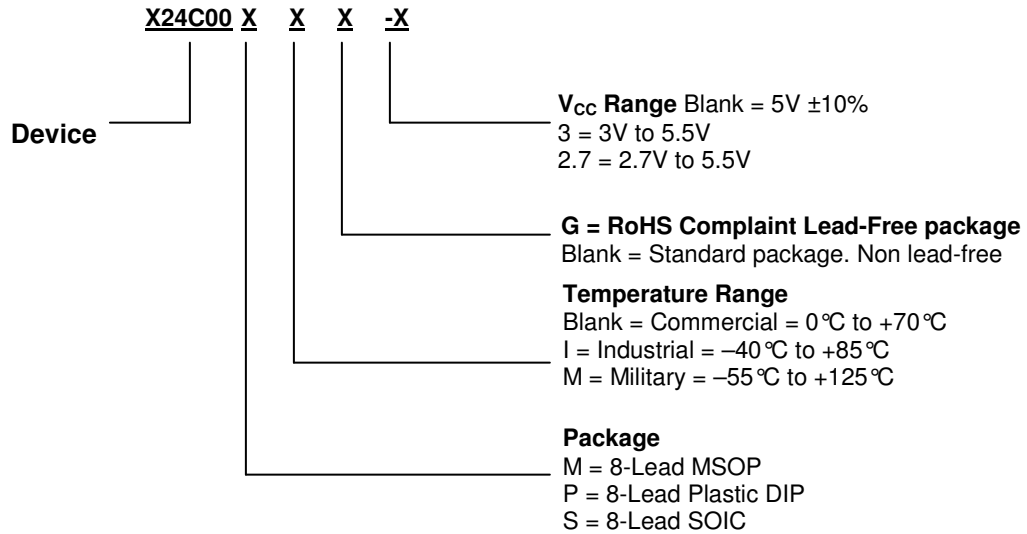 X24C00 X X X -X
Device
V_CC Range Blank = 5V ±10%
3 = 3V to 5.5V
2.7 = 2.7V to 5.5V
G = RoHS Complaint Lead-Free package
Blank = Standard package. Non lead-free
Temperature Range
Blank = Commercial = 0°C to +70°C
I = Industrial = –40°C to +85°C
M = Military = –55°C to +125°C
Package
M = 8-Lead MSOP
P = 8-Lead Plastic DIP
S = 8-Lead SOIC